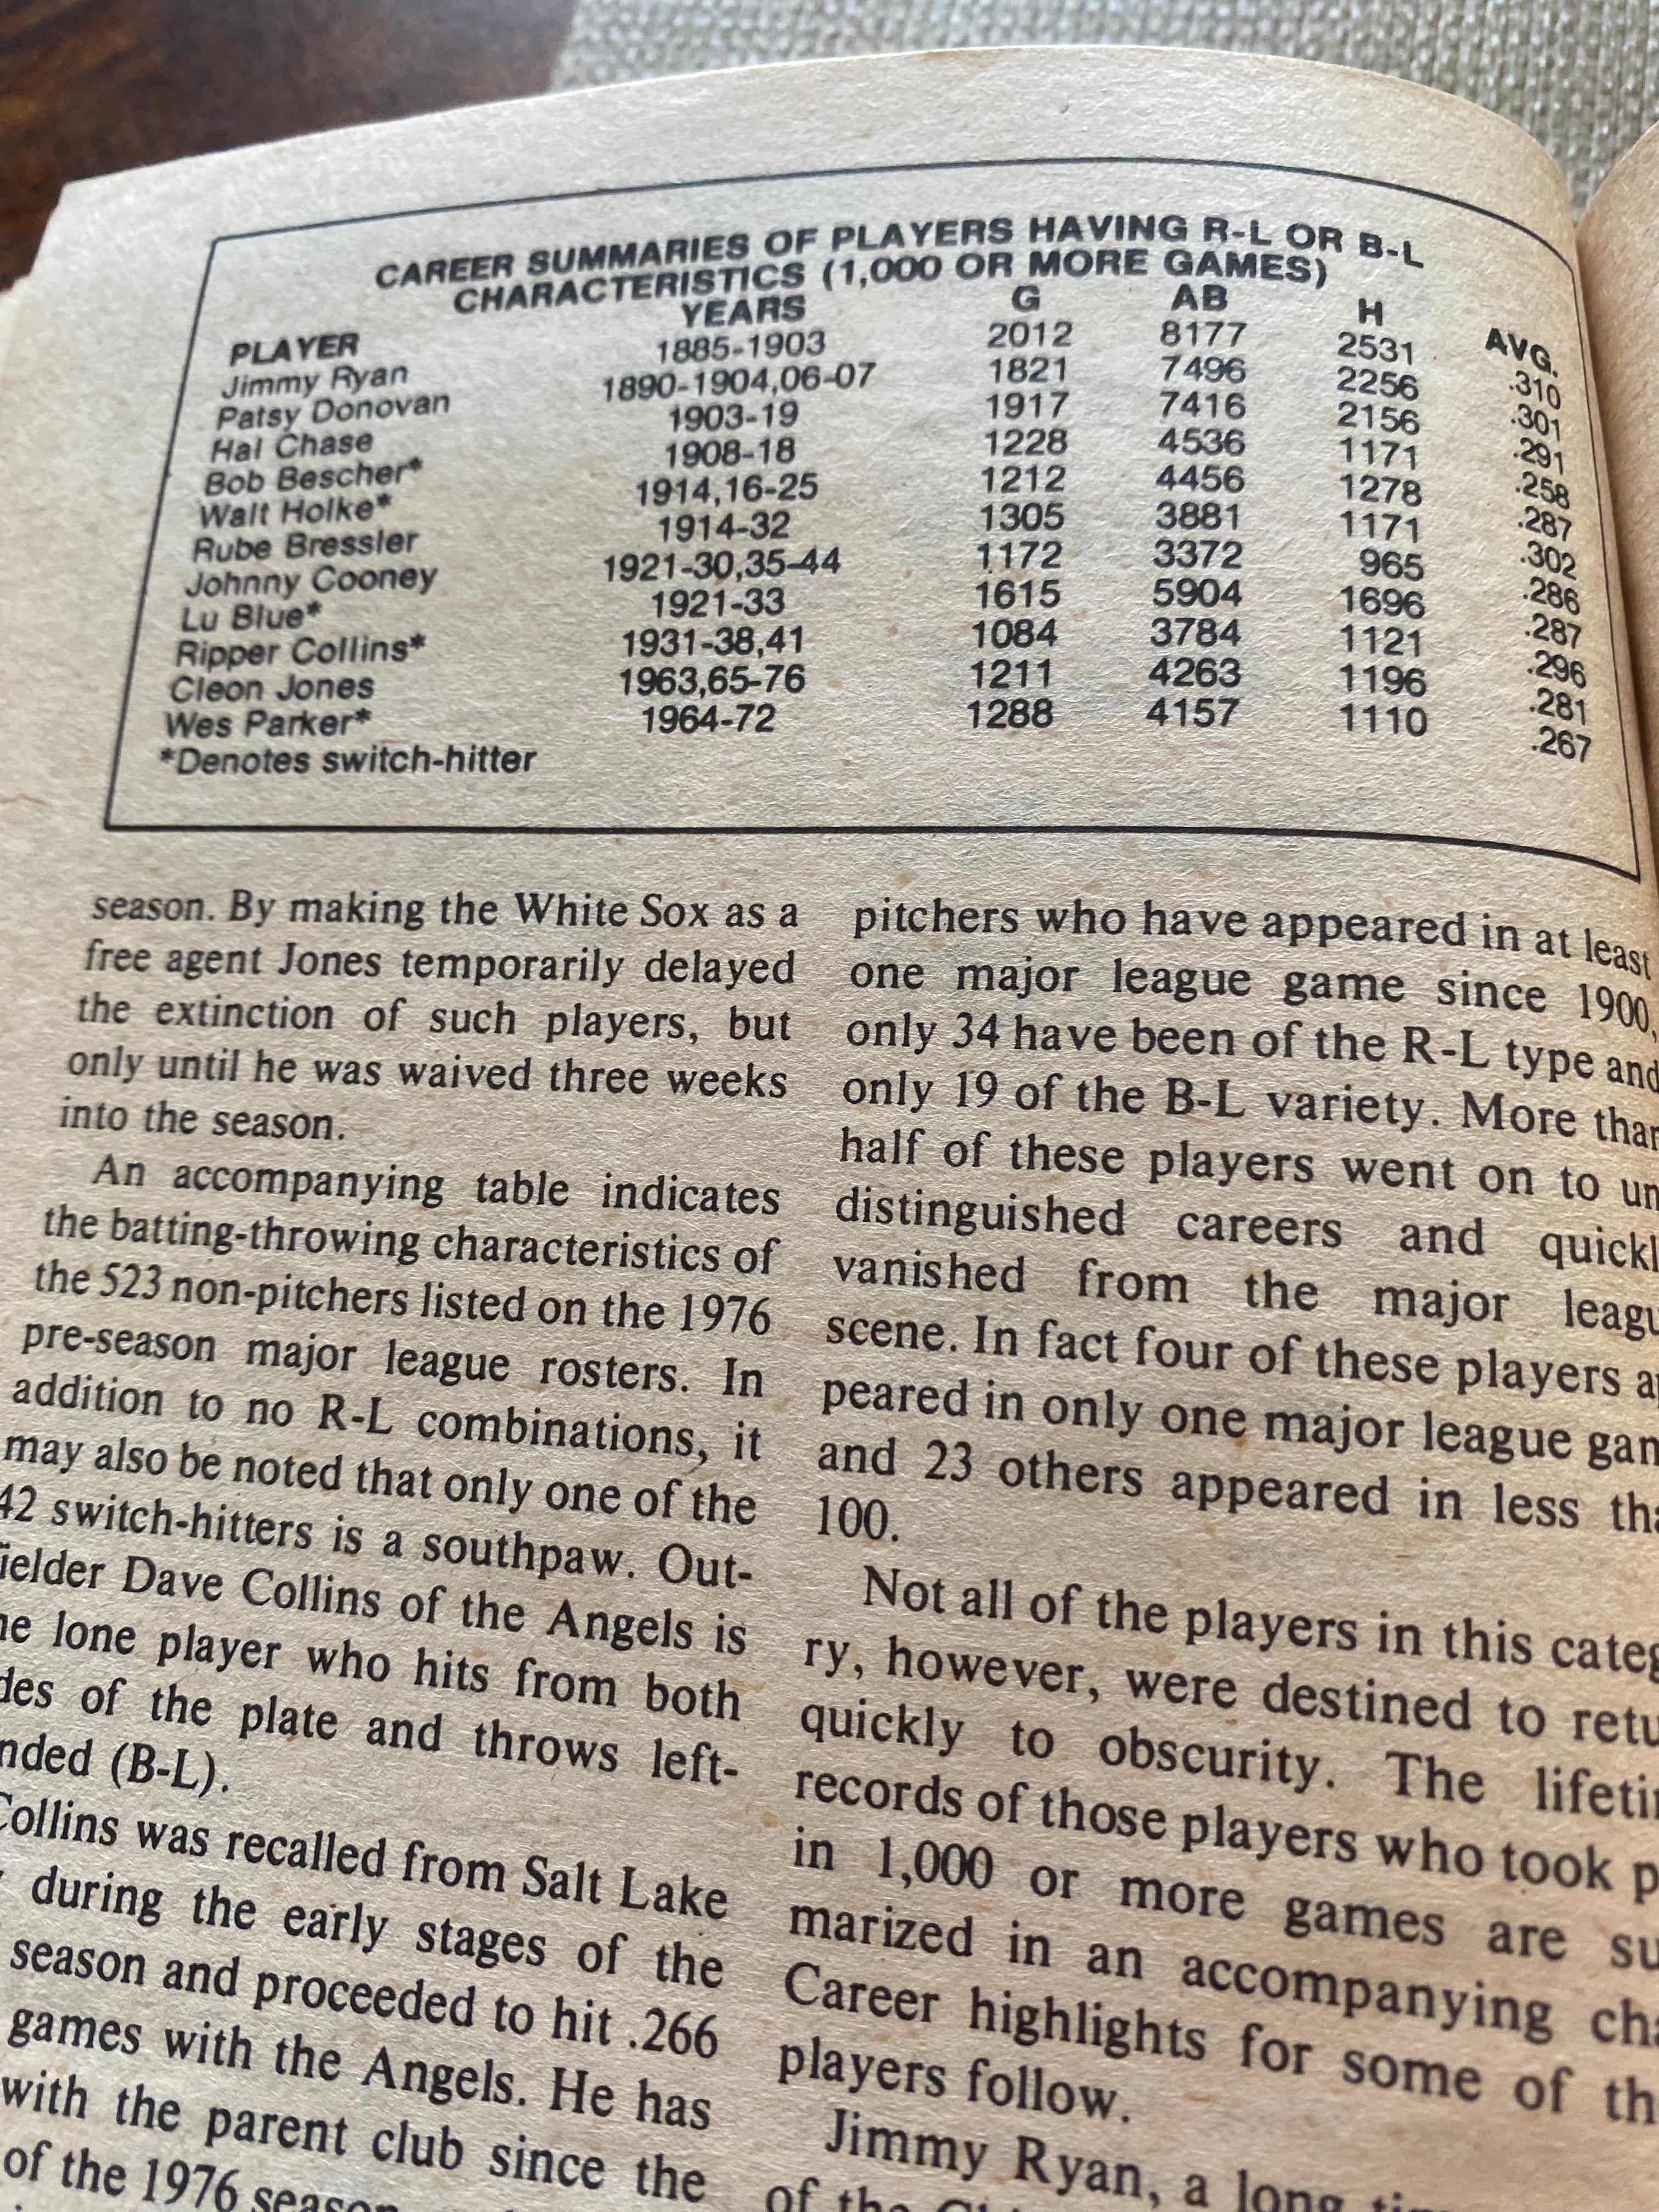 CAREER SUMMARIES OF PLAYERS HAVING R-L OR B-L
CHARACTERISTICS (1,000 OR MORE GAMES)
PLAYER YEARS G AB H AVG.
Jimmy Ryan 1885-1903 2012 8177 2531 .310
Patsy Donovan 1890-1904,06-07 1821 7496 2256 .301
Hal Chase 1903-19 1917 7416 2156 .291
Bob Bescher* 1908-18 1228 4536 1171 .258
Walt Holke* 1914,16-25 1212 4456 1278 .287
Rube Bressler 1914-32 1305 3881 1171 .302
Johnny Cooney 1921-30,35-44 1172 3372 965 .286
Lu Blue* 1921-33 1615 5904 1696 .287
Ripper Collins* 1931-38,41 1084 3784 1121 .296
Cleon Jones 1963,65-76 1211 4263 1196 .281
Wes Parker* 1964-72 1288 4157 1110 .267
*Denotes switch-hitter
season. By making the White Sox as a
free agent Jones temporarily delayed
the extinction of such players, but
only until he was waived three weeks
into the season.
An accompanying table indicates
the batting-throwing characteristics of
the 523 non-pitchers listed on the 1976
pre-season major league rosters. In
addition to no R-L combinations, it
may also be noted that only one of the
42 switch-hitters is a southpaw. Out-
ielder Dave Collins of the Angels is
he lone player who hits from both
des of the plate and throws left-
nded (B-L).
Collins was recalled from Salt Lake
during the early stages of the
season and proceeded to hit .266
games with the Angels. He has
with the parent club since the
of the 1976 season
pitchers who have appeared in at least
one major league game since 1900,
only 34 have been of the R-L type and
only 19 of the B-L variety. More than
half of these players went on to un
distinguished careers and quickl
vanished from the major leagu
scene. In fact four of these players ap
peared in only one major league gam
and 23 others appeared in less tha
100.
Not all of the players in this categ
ry, however, were destined to retu
quickly to obscurity. The lifetin
records of those players who took p
in 1,000 or more games are su
marized in an accompanying cha
Career highlights for some of th
players follow.
Jimmy Ryan, a long tim
of the